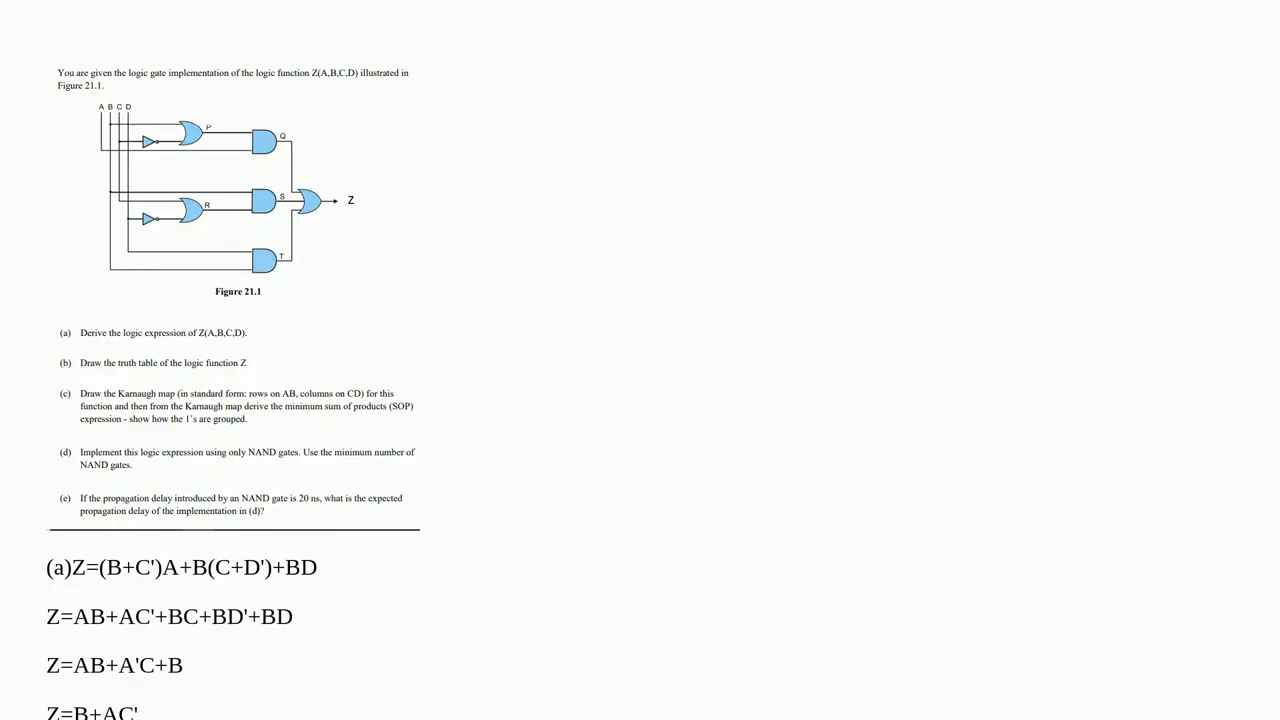 You are given the logic gate implementation of the logic function Z(A,B,C,D) illustrated in
Figure 21.1.
A B C D
P
Q
S
R
Z
T
Figure 21.1
(a) Derive the logic expression of Z(A,B,C,D).
(b) Draw the truth table of the logic function Z
(c) Draw the Karnaugh map (in standard form: rows on AB, columns on CD) for this
function and then from the Karnaugh map derive the minimum sum of products (SOP)
expression - show how the 1's are grouped.
(d) Implement this logic expression using only NAND gates. Use the minimum number of
NAND gates.
(e) If the propagation delay introduced by an NAND gate is 20 ns, what is the expected
propagation delay of the implementation in (d)?
(a)Z=(B+C')A+B(C+D')+BD
Z=AB+AC'+BC+BD'+BD
Z=AB+A'C+B
Z=B+AC'